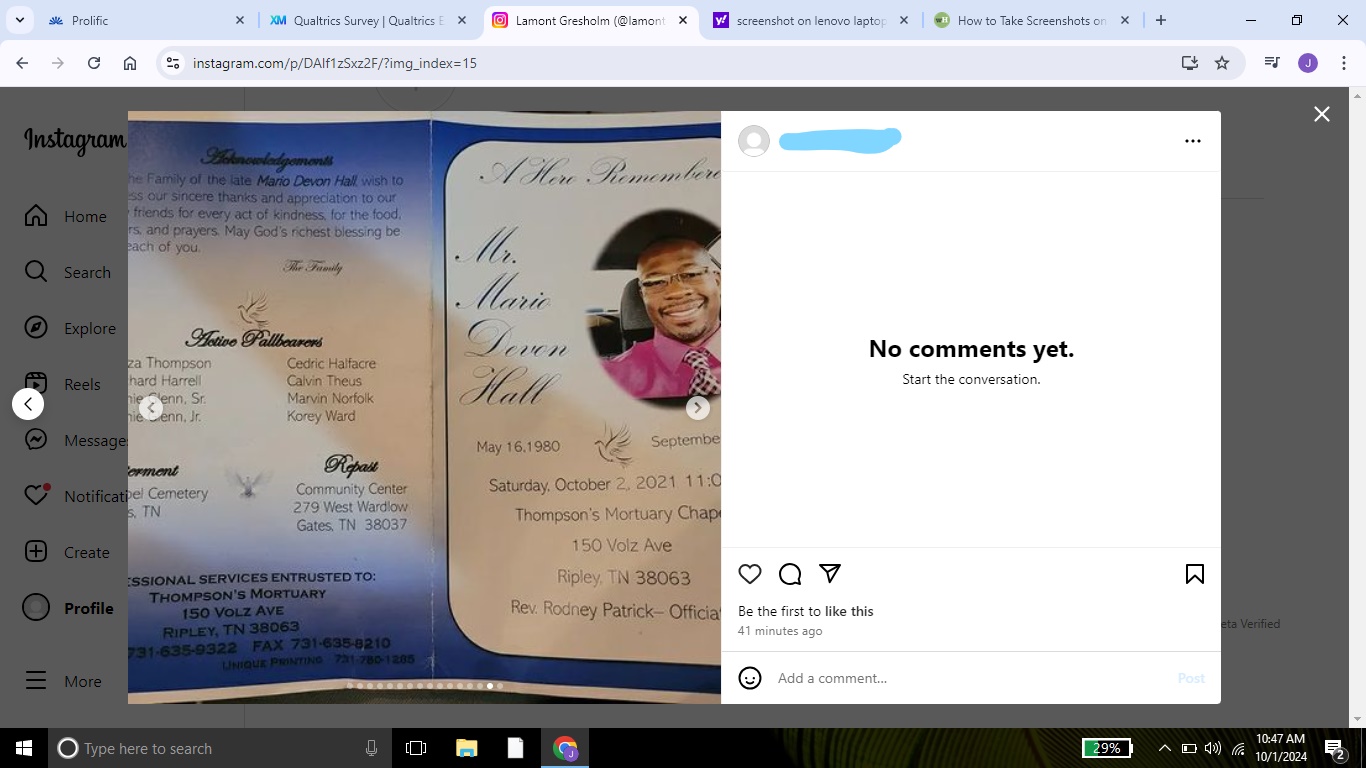 Prolific
Qualtrics Survey | Qualtrics E
Lamont Gresholm (@lamont
screenshot on lenovo laptop
How to Take Screenshots on
instagram.com/p/DAlf1zSxz2F/?img_index=15
J
Instagram
Home
Search
Explore
Reels
Messages
Notificati
Create
Profile
More
Acknowledgements
he Family of the late Mario Devon Hall, wish to
ss our sincere thanks and appreciation to our
friends for every act of kindness, for the food,
rs, and prayers. May God's richest blessing be
each of you.
The Family
Active Pallbearers
za Thompson
hard Harrell
nie Glenn, Sr.
nie Glenn, Jr.
Cedric Halfacre
Calvin Theus
Marvin Norfolk
Korey Ward
erment
pel Cemetery
s, TN
Repast
Community Center
279 West Wardlow
Gates, TN 38037
ESSIONAL SERVICES ENTRUSTED TO:
THOMPSON'S MORTUARY
150 VOLZ AVE
RIPLEY, TN 38063
731-635-9322 FAX 731-635-8210
UNIQUE PRINTING 731-780-1285
A Hero Remembere
Mr.
Mario
Devon
Hall
May 16,1980
Septembe
Saturday, October 2, 2021 11:0
Thompson's Mortuary Chape
150 Volz Ave
Ripley, TN 38063
Rev. Rodney Patrick– Officia
No comments yet.
Start the conversation.
Be the first to like this
41 minutes ago
Add a comment...
Post
eta Verified
Type here to search
29%
10:47 AM
10/1/2024
2